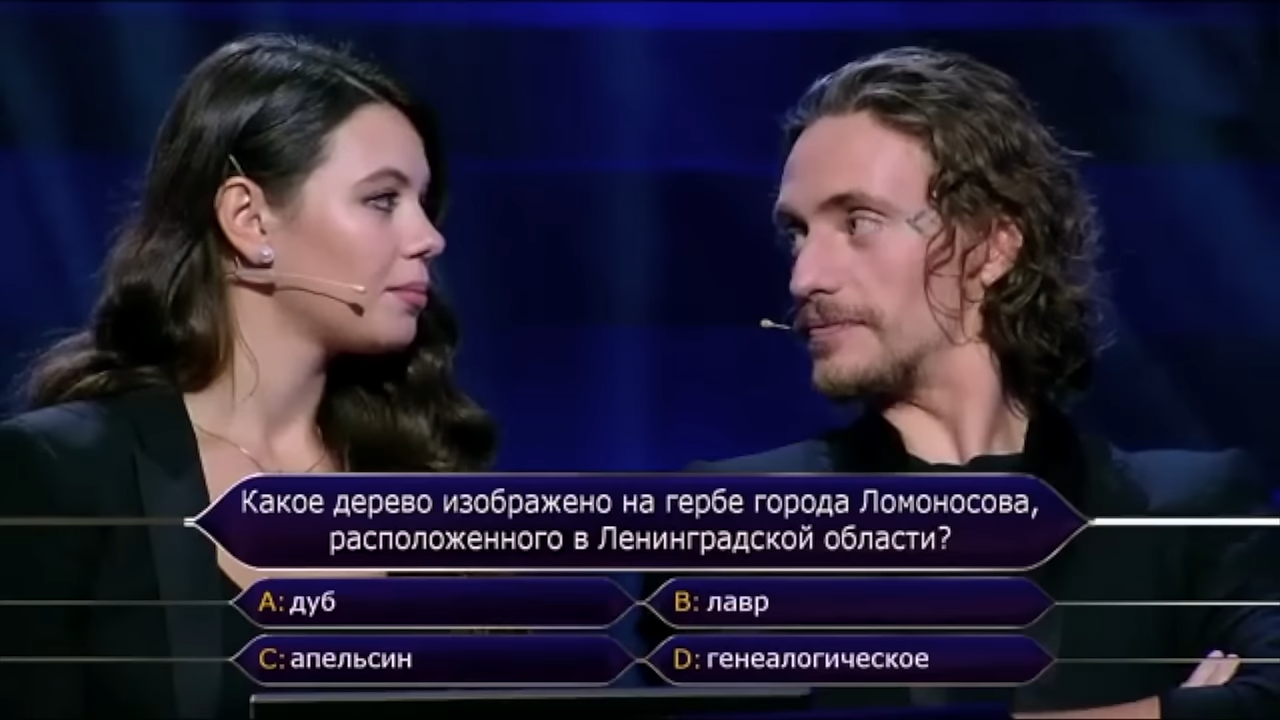 Какое дерево изображено на гербе города Ломоносова,
расположенного в Ленинградской области?
A: дуб
B: лавр
C: апельсин
D: генеалогическое